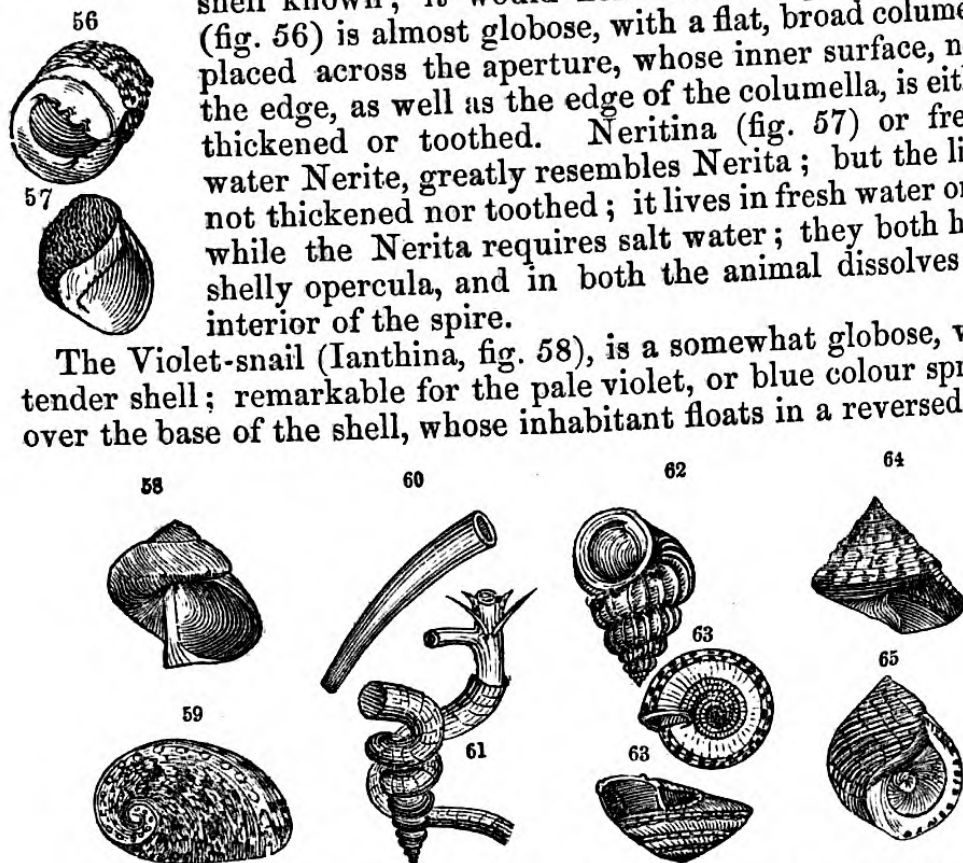 56
(fig. 56) is almost globose, with a flat, broad colume
placed across the aperture, whose inner surface, n
the edge, as well as the edge of the columella, is eit
thickened or toothed. Neritina (fig. 57) or fre
water Nerite, greatly resembles Nerita; but the li
57
not thickened nor toothed; it lives in fresh water o
while the Nerita requires salt water; they both h
shelly opercula, and in both the animal dissolves
interior of the spire.
The Violet-snail (Ianthina, fig. 58), is a somewhat globose, v
tender shell; remarkable for the pale violet, or blue colour spr
over the base of the shell, whose inhabitant floats in a reversed
58 60 62 64
63
65
59
61 63